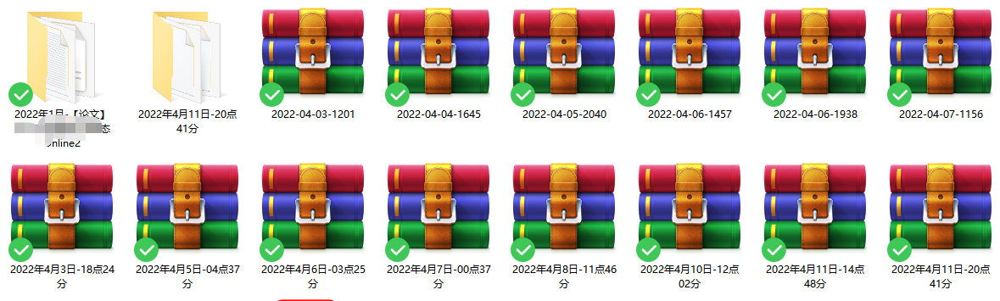 2022年1月-【论文】
态
Online2
2022年4月11日-20点
41分
2022-04-03-1201
2022-04-04-1645
2022-04-05-2040
2022-04-06-1457
2022-04-06-1938
2022-04-07-1156
2022年4月3日-18点24
分
2022年4月5日-04点37
分
2022年4月6日-03点25
分
2022年4月7日-00点37
分
2022年4月8日-11点46
分
2022年4月10日-12点
02分
2022年4月11日-14点
48分
2022年4月11日-20点
41分